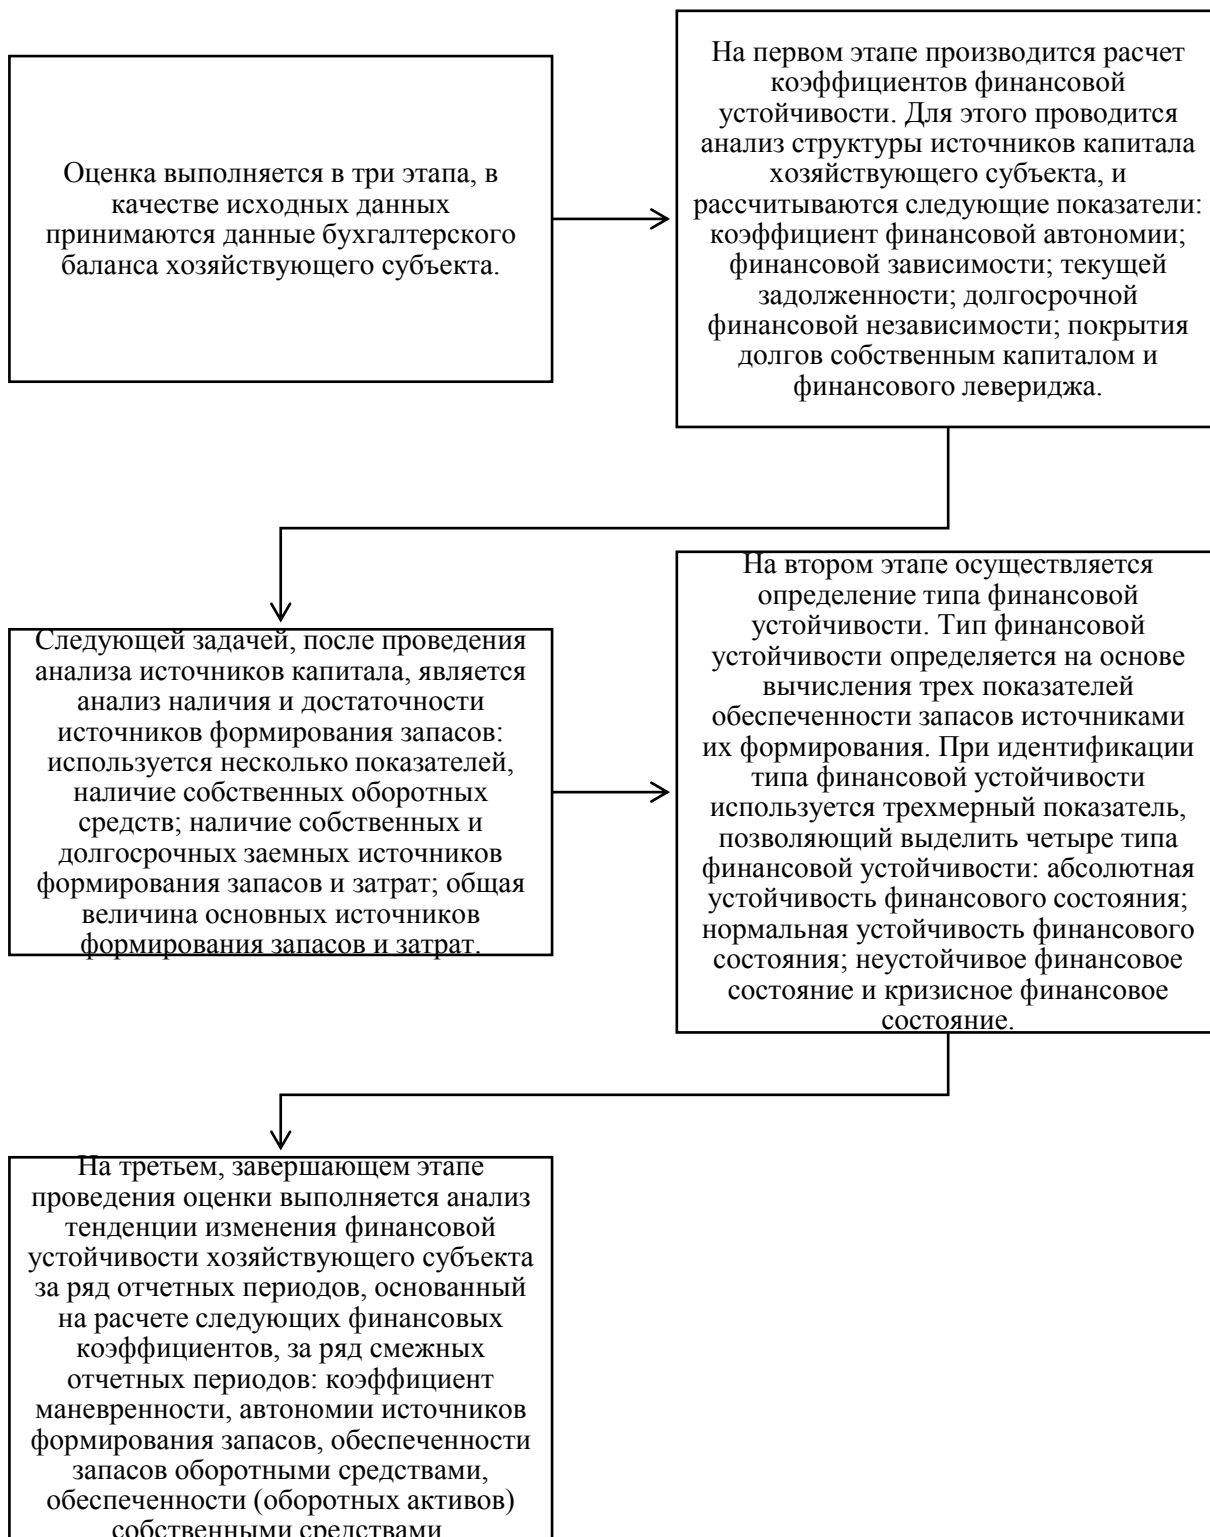 Оценка выполняется в три этапа, в
качестве исходных данных
принимаются данные бухгалтерского
баланса хозяйствующего субъекта.
На первом этапе производится расчет
коэффициентов финансовой
устойчивости. Для этого проводится
анализ структуры источников капитала
хозяйствующего субъекта, и
рассчитываются следующие показатели:
коэффициент финансовой автономии;
финансовой зависимости; текущей
задолженности; долгосрочной
финансовой независимости; покрытия
долгов собственным капиталом и
финансового левериджа.
Следующей задачей, после проведения
анализа источников капитала, является
анализ наличия и достаточности
источников формирования запасов:
используется несколько показателей,
наличие собственных оборотных
средств; наличие собственных и
долгосрочных заемных источников
формирования запасов и затрат; общая
величина основных источников
формирования запасов и затрат.
На втором этапе осуществляется
определение типа финансовой
устойчивости. Тип финансовой
устойчивости определяется на основе
вычисления трех показателей
обеспеченности запасов источниками
их формирования. При идентификации
типа финансовой устойчивости
используется трехмерный показатель,
позволяющий выделить четыре типа
финансовой устойчивости: абсолютная
устойчивость финансового состояния;
нормальная устойчивость финансового
состояния; неустойчивое финансовое
состояние и кризисное финансовое
состояние.
На третьем, завершающем этапе
проведения оценки выполняется анализ
тенденции изменения финансовой
устойчивости хозяйствующего субъекта
за ряд отчетных периодов, основанный
на расчете следующих финансовых
коэффициентов, за ряд смежных
отчетных периодов: коэффициент
маневренности, автономии источников
формирования запасов, обеспеченности
запасов оборотными средствами,
обеспеченности (оборотных активов)
собственными средствами